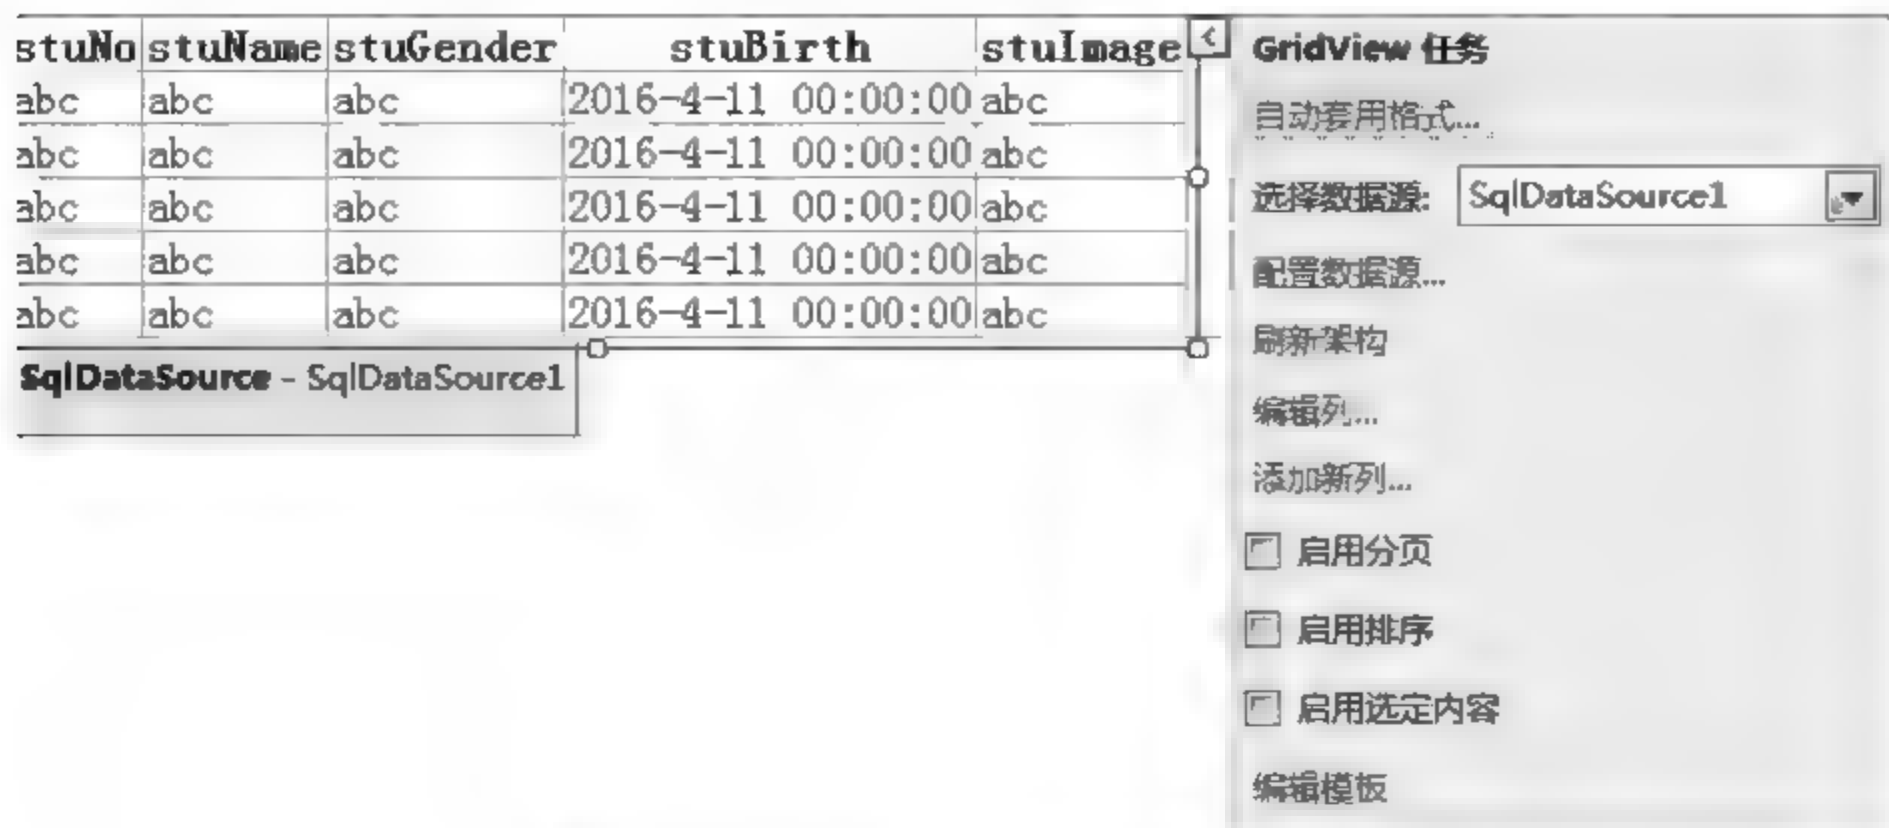 stuNo stuName stuGender stuBirth stuImage
abc abc abc 2016-4-11 00:00:00 abc
abc abc abc 2016-4-11 00:00:00 abc
abc abc abc 2016-4-11 00:00:00 abc
abc abc abc 2016-4-11 00:00:00 abc
abc abc abc 2016-4-11 00:00:00 abc
SqlDataSource - SqlDataSource1
GridView 任务
自动套用格式...
选择数据源: SqlDataSource1
配置数据源...
刷新架构
编辑列...
添加新列...
启用分页
启用排序
启用选定内容
编辑模板